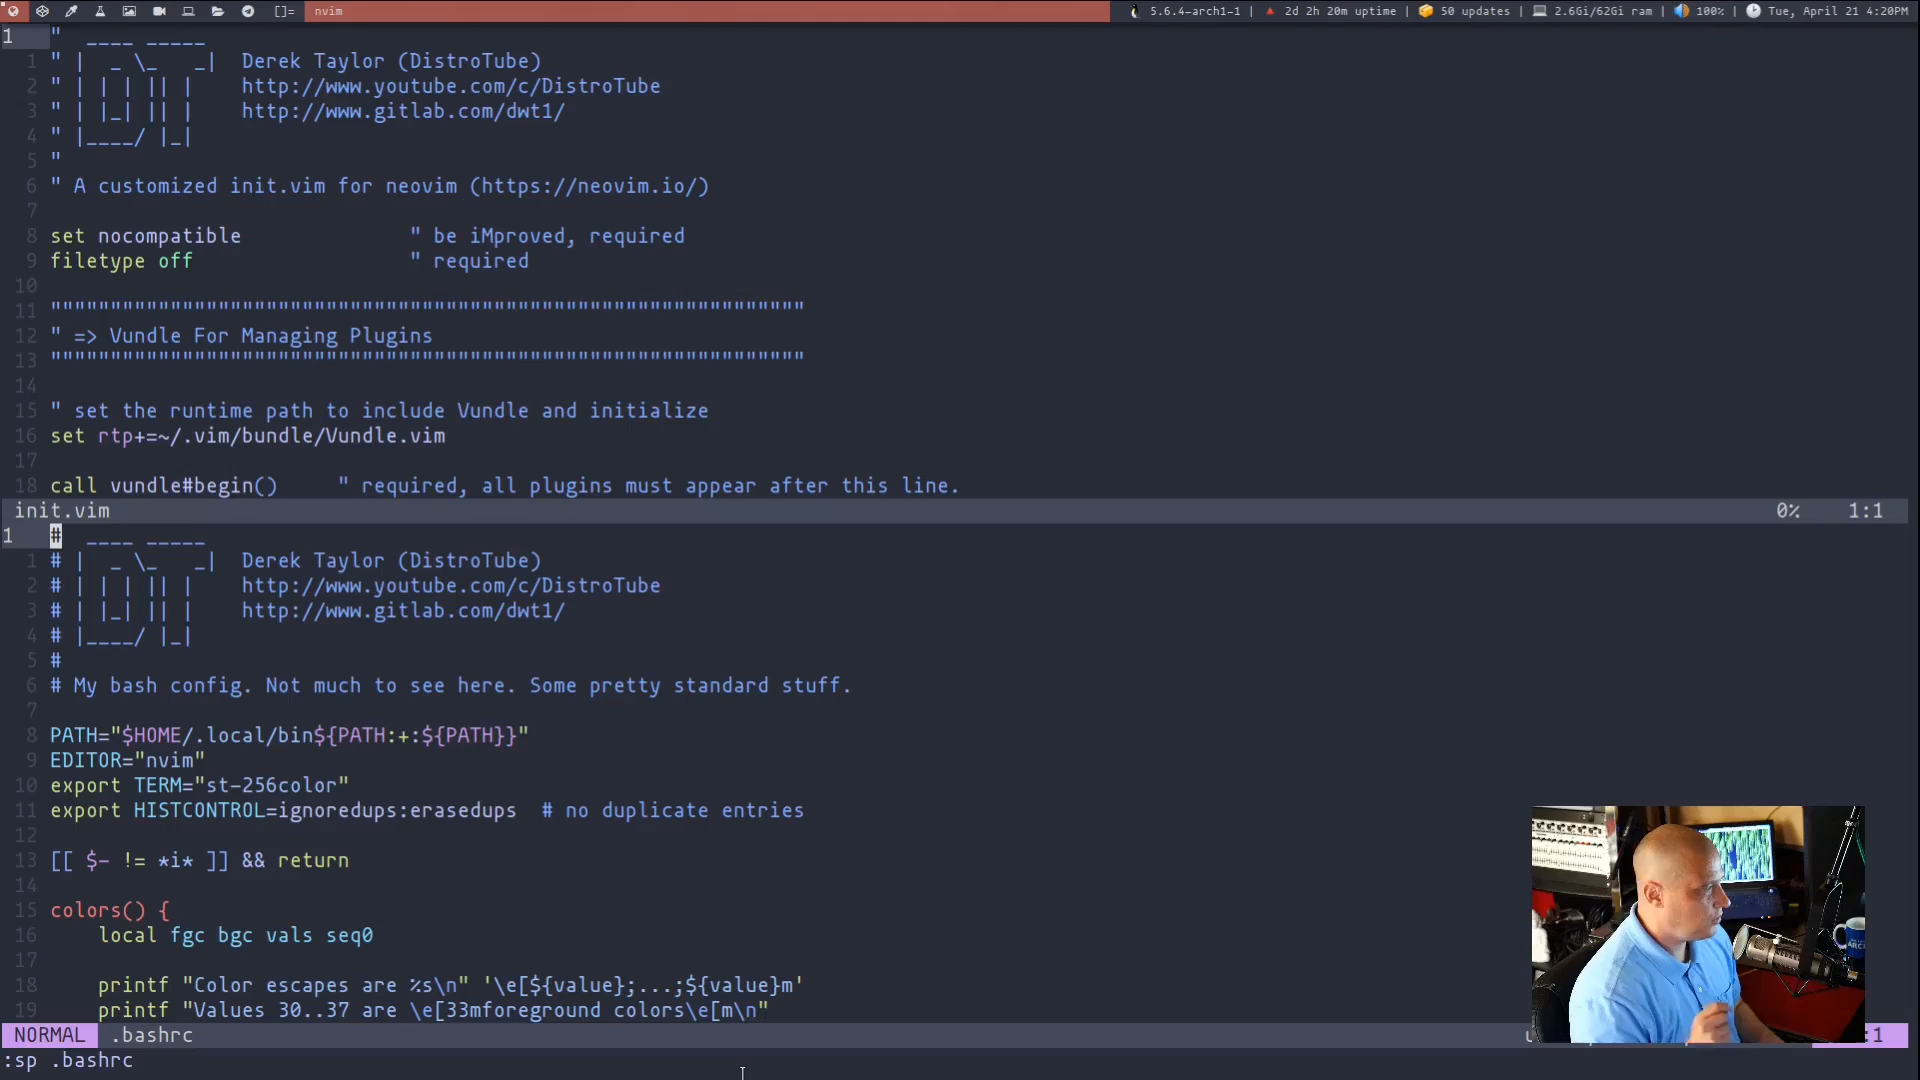 []= nvim 5.6.4-arch1-1 | 2d 2h 20m uptime | 50 updates | 2.6Gi/62Gi ram | 100% | Tue, April 21 4:20PM
1 "  ____ _____
1 " |  _ \_   _|  Derek Taylor (DistroTube)
2 " | | | || |    http://www.youtube.com/c/DistroTube
3 " | |_| || |    http://www.gitlab.com/dwt1/
4 " |____/ |_|
5 "
6 " A customized init.vim for neovim (https://neovim.io/)
7
8 set nocompatible              " be iMproved, required
9 filetype off                  " required
10
11 """""""""""""""""""""""""""""""""""""""""""""""""""""""""""""""
12 " => Vundle For Managing Plugins
13 """""""""""""""""""""""""""""""""""""""""""""""""""""""""""""""
14
15 " set the runtime path to include Vundle and initialize
16 set rtp+=~/.vim/bundle/Vundle.vim
17
18 call vundle#begin()     " required, all plugins must appear after this line.
init.vim 0% 1:1
1 #  ____ _____
1 # |  _ \_   _|  Derek Taylor (DistroTube)
2 # | | | || |    http://www.youtube.com/c/DistroTube
3 # | |_| || |    http://www.gitlab.com/dwt1/
4 # |____/ |_|
5 #
6 # My bash config. Not much to see here. Some pretty standard stuff.
7
8 PATH="$HOME/.local/bin${PATH:+:${PATH}}"
9 EDITOR="nvim"
10 export TERM="st-256color"
11 export HISTCONTROL=ignoredups:erasedups  # no duplicate entries
12
13 [[ $- != *i* ]] && return
14
15 colors() {
16     local fgc bgc vals seq0
17
18     printf "Color escapes are %s\n" '\e[${value};...;${value}m'
19     printf "Values 30..37 are \e[33mforeground colors\e[m\n"
NORMAL .bashrc :1
:sp .bashrc